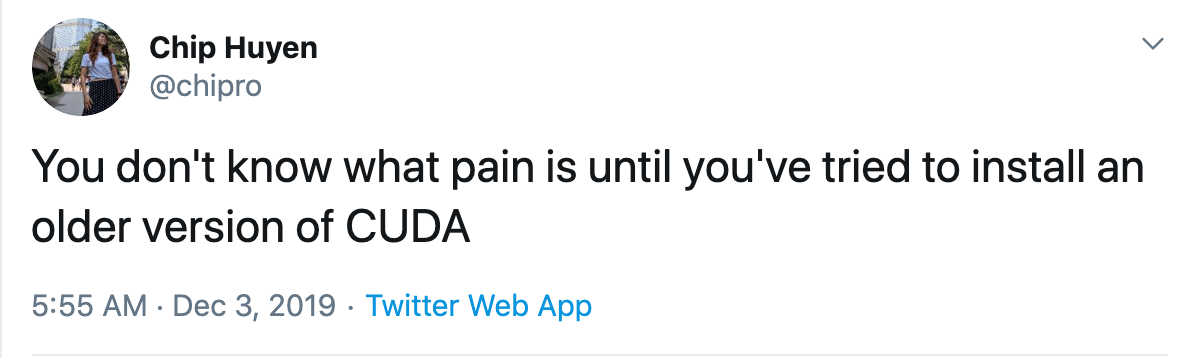 Chip Huyen
@chipro
You don't know what pain is until you've tried to install an
older version of CUDA
5:55 AM · Dec 3, 2019 · Twitter Web App